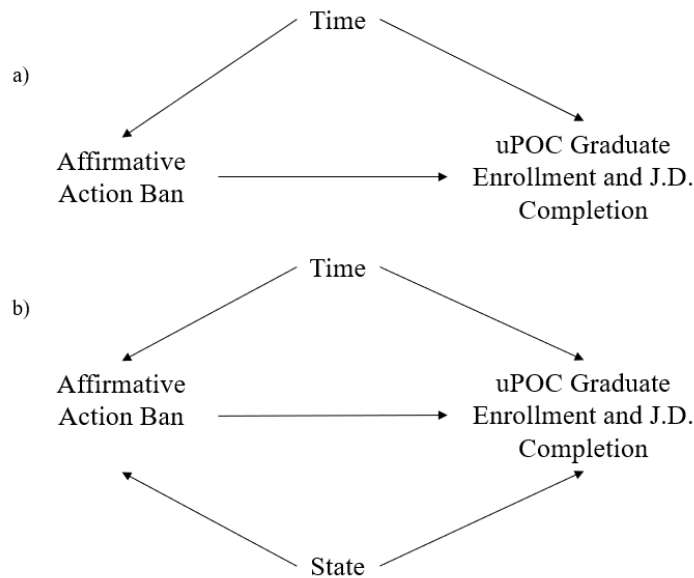 Time
a)
Affirmative
Action Ban
uPOC Graduate
Enrollment and J.D.
Completion
Time
b)
Affirmative
Action Ban
uPOC Graduate
Enrollment and J.D.
Completion
State